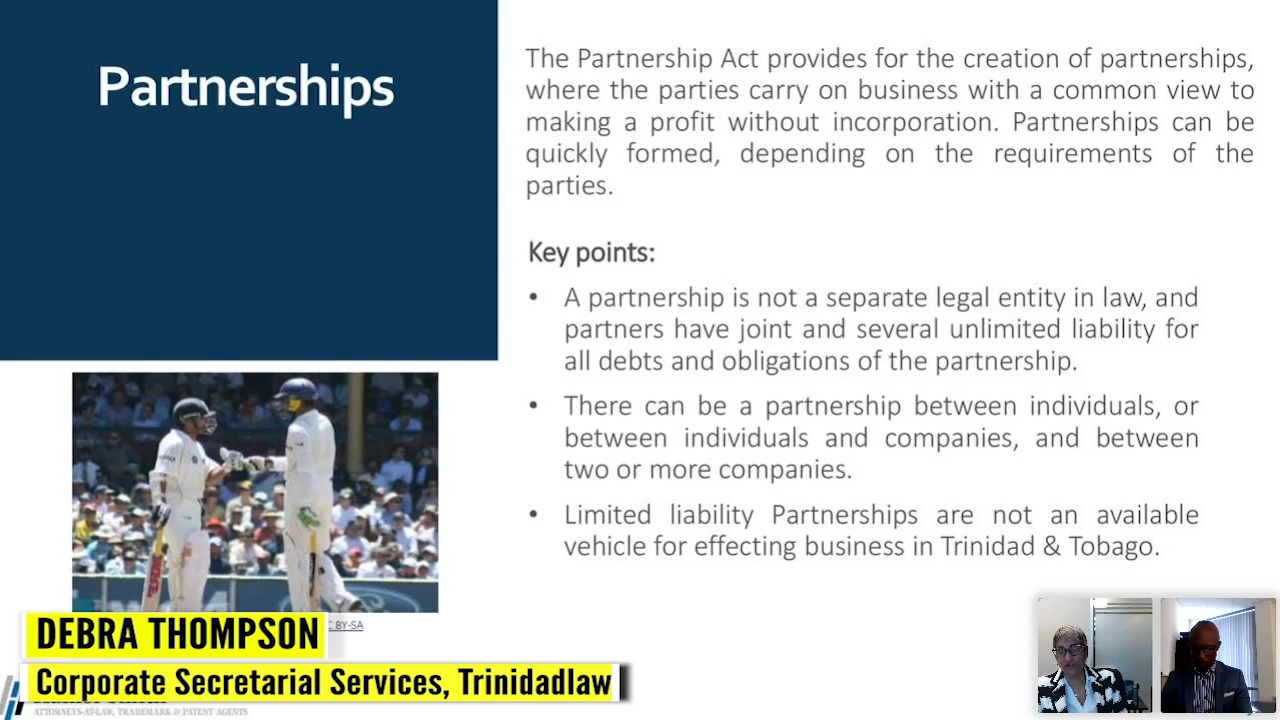 Partnerships
The Partnership Act provides for the creation of partnerships,
where the parties carry on business with a common view to
making a profit without incorporation. Partnerships can be
quickly formed, depending on the requirements of the
parties.
Key points:
• A partnership is not a separate legal entity in law, and
partners have joint and several unlimited liability for
all debts and obligations of the partnership.
• There can be a partnership between individuals, or
between individuals and companies, and between
two or more companies.
• Limited liability Partnerships are not an available
vehicle for effecting business in Trinidad & Tobago.
BY-SA
DEBRA THOMPSON
Corporate Secretarial Services, Trinidadlaw
ATTORNEYS-AT-LAW, TRADEMARK & PATENT AGENTS